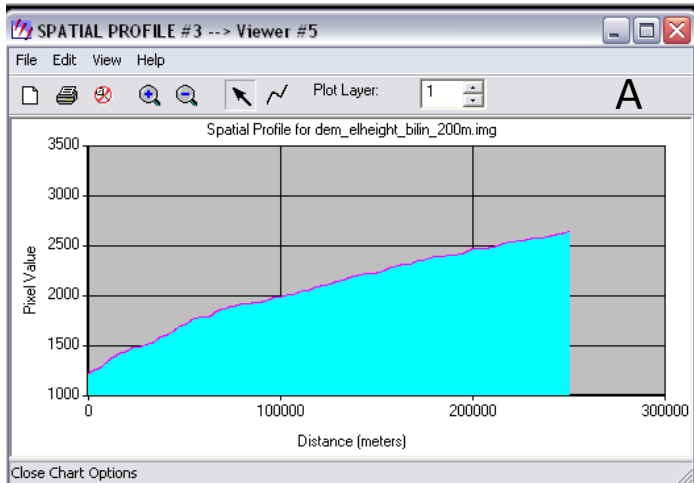 SPATIAL PROFILE #3 --> Viewer #5
File Edit View Help
Plot Layer: 1
A
Spatial Profile for dem_elheight_bilin_200m.img
3500
3000
2500
2000
1500
1000
Pixel Value
0 100000 200000 300000
Distance (meters)
Close Chart Options